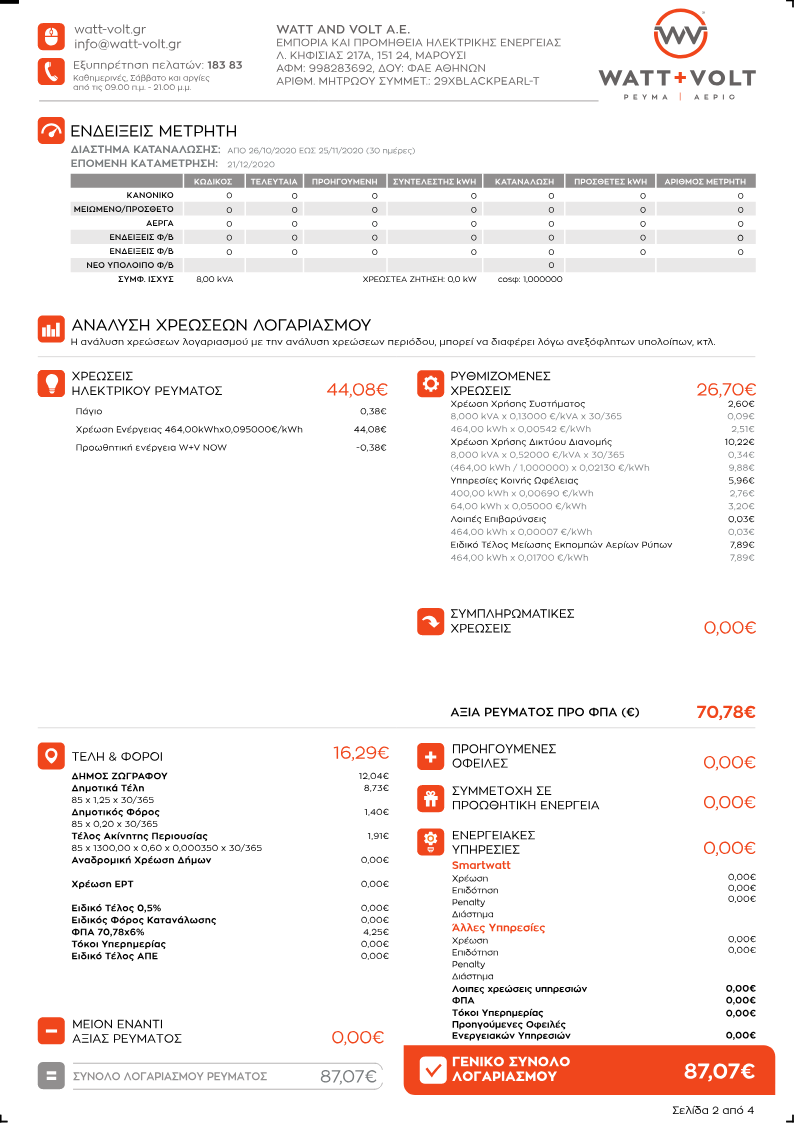 watt-volt.gr
info@watt-volt.gr
Εξυπηρέτηση πελατών: 183 83
Καθημερινές, Σάββατο και αργίες
από τις 09.00 π.μ. - 21.00 μ.μ.
WATT AND VOLT A.E.
ΕΜΠΟΡΙΑ ΚΑΙ ΠΡΟΜΗΘΕΙΑ ΗΛΕΚΤΡΙΚΗΣ ΕΝΕΡΓΕΙΑΣ
Λ. ΚΗΦΙΣΙΑΣ 217Α, 151 24, ΜΑΡΟΥΣΙ
ΑΦΜ: 998283692, ΔΟΥ: ΦΑΕ ΑΘΗΝΩΝ
ΑΡΙΘΜ. ΜΗΤΡΩΟΥ ΣΥΜΜΕΤ.: 29XBLACKPEARL-T
WATT+VOLT
ΡΕΥΜΑ | ΑΕΡΙΟ
ΕΝΔΕΙΞΕΙΣ ΜΕΤΡΗΤΗ
ΔΙΑΣΤΗΜΑ ΚΑΤΑΝΑΛΩΣΗΣ: ΑΠΟ 26/10/2020 ΕΩΣ 25/11/2020 (30 ημέρες)
ΕΠΟΜΕΝΗ ΚΑΤΑΜΕΤΡΗΣΗ: 21/12/2020
ΚΩΔΙΚΟΣ ΤΕΛΕΥΤΑΙΑ ΠΡΟΗΓΟΥΜΕΝΗ ΣΥΝΤΕΛΕΣΤΗΣ kWH ΚΑΤΑΝΑΛΩΣΗ ΠΡΟΣΘΕΤΕΣ kWH ΑΡΙΘΜΟΣ ΜΕΤΡΗΤΗ
ΚΑΝΟΝΙΚΟ 0 0 0 0 0 0 0
ΜΕΙΩΜΕΝΟ/ΠΡΟΣΘΕΤΟ 0 0 0 0 0 0 0
ΑΕΡΓΑ 0 0 0 0 0 0 0
ΕΝΔΕΙΞΕΙΣ Φ/Β 0 0 0 0 0 0 0
ΕΝΔΕΙΞΕΙΣ Φ/Β 0 0 0 0 0 0 0
ΝΕΟ ΥΠΟΛΟΙΠΟ Φ/Β 0
ΣΥΜΦ. ΙΣΧΥΣ 8,00 kVA ΧΡΕΩΣΤΕΑ ΖΗΤΗΣΗ: 0,0 kW cosφ: 1,000000
ΑΝΑΛΥΣΗ ΧΡΕΩΣΕΩΝ ΛΟΓΑΡΙΑΣΜΟΥ
Η ανάλυση χρεώσεων λογαριασμού με την ανάλυση χρεώσεων περιόδου, μπορεί να διαφέρει λόγω ανεξόφλητων υπολοίπων, κτλ.
ΧΡΕΩΣΕΙΣ
ΗΛΕΚΤΡΙΚΟΥ ΡΕΥΜΑΤΟΣ 44,08€
Πάγιο 0,38€
Χρέωση Ενέργειας 464,00kWhx0,095000€/kWh 44,08€
Προωθητική ενέργεια W+V NOW -0,38€
ΡΥΘΜΙΖΟΜΕΝΕΣ
ΧΡΕΩΣΕΙΣ 26,70€
Χρέωση Χρήσης Συστήματος 2,60€
8,000 kVA x 0,13000 €/kVA x 30/365 0,09€
464,00 kWh x 0,00542 €/kWh 2,51€
Χρέωση Χρήσης Δικτύου Διανομής 10,22€
8,000 kVA x 0,52000 €/kVA x 30/365 0,34€
(464,00 kWh / 1,000000) x 0,02130 €/kWh 9,88€
Υπηρεσίες Κοινής Ωφέλειας 5,96€
400,00 kWh x 0,00690 €/kWh 2,76€
64,00 kWh x 0,05000 €/kWh 3,20€
Λοιπές Επιβαρύνσεις 0,03€
464,00 kWh x 0,00007 €/kWh 0,03€
Ειδικό Τέλος Μείωσης Εκπομπών Αερίων Ρύπων 7,89€
464,00 kWh x 0,01700 €/kWh 7,89€
ΣΥΜΠΛΗΡΩΜΑΤΙΚΕΣ
ΧΡΕΩΣΕΙΣ 0,00€
ΑΞΙΑ ΡΕΥΜΑΤΟΣ ΠΡΟ ΦΠΑ (€) 70,78€
ΤΕΛΗ & ΦΟΡΟΙ 16,29€
ΔΗΜΟΣ ΖΩΓΡΑΦΟΥ 12,04€
Δημοτικά Τέλη 8,73€
85 x 1,25 x 30/365
Δημοτικός Φόρος 1,40€
85 x 0,20 x 30/365
Τέλος Ακίνητης Περιουσίας 1,91€
85 x 1300,00 x 0,60 x 0,000350 x 30/365
Αναδρομική Χρέωση Δήμων 0,00€
Χρέωση ΕΡΤ 0,00€
Ειδικό Τέλος 0,5% 0,00€
Ειδικός Φόρος Κατανάλωσης 0,00€
ΦΠΑ 70,78x6% 4,25€
Τόκοι Υπερημερίας 0,00€
Ειδικό Τέλος ΑΠΕ 0,00€
ΜΕΙΟΝ ΕΝΑΝΤΙ
ΑΞΙΑΣ ΡΕΥΜΑΤΟΣ 0,00€
ΣΥΝΟΛΟ ΛΟΓΑΡΙΑΣΜΟΥ ΡΕΥΜΑΤΟΣ 87,07€
ΠΡΟΗΓΟΥΜΕΝΕΣ
ΟΦΕΙΛΕΣ 0,00€
ΣΥΜΜΕΤΟΧΗ ΣΕ
ΠΡΟΩΘΗΤΙΚΗ ΕΝΕΡΓΕΙΑ 0,00€
ΕΝΕΡΓΕΙΑΚΕΣ
ΥΠΗΡΕΣΙΕΣ 0,00€
Smartwatt
Χρέωση 0,00€
Επιδότηση 0,00€
Penalty 0,00€
Διάστημα
Άλλες Υπηρεσίες
Χρέωση 0,00€
Επιδότηση 0,00€
Penalty
Διάστημα
Λοιπες χρεώσεις υπηρεσιών 0,00€
ΦΠΑ 0,00€
Τόκοι Υπερημερίας 0,00€
Προηγούμενες Οφειλές
Ενεργειακών Υπηρεσιών 0,00€
ΓΕΝΙΚΟ ΣΥΝΟΛΟ
ΛΟΓΑΡΙΑΣΜΟΥ 87,07€
Σελίδα 2 από 4